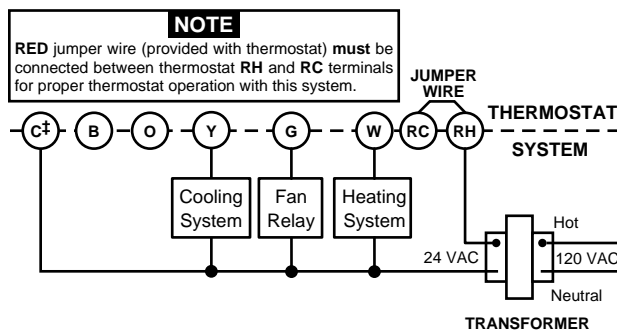 NOTE
RED jumper wire (provided with thermostat) must be
connected between thermostat RH and RC terminals
for proper thermostat operation with this system.
JUMPER
WIRE
THERMOSTAT
C‡ B O Y G W RC RH
SYSTEM
Cooling
System
Fan
Relay
Heating
System
Hot
24 VAC
120 VAC
Neutral
TRANSFORMER